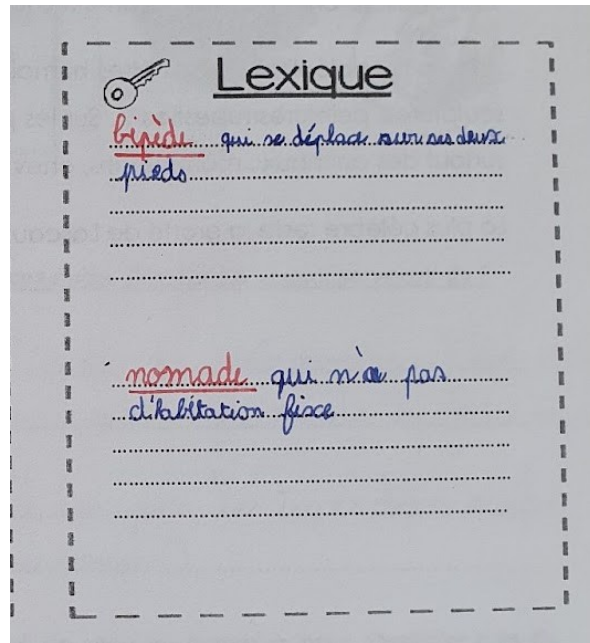 Lexique
bipède qui se déplace sur ses deux
pieds.
nomade qui n'a pas
d'habitation fixe